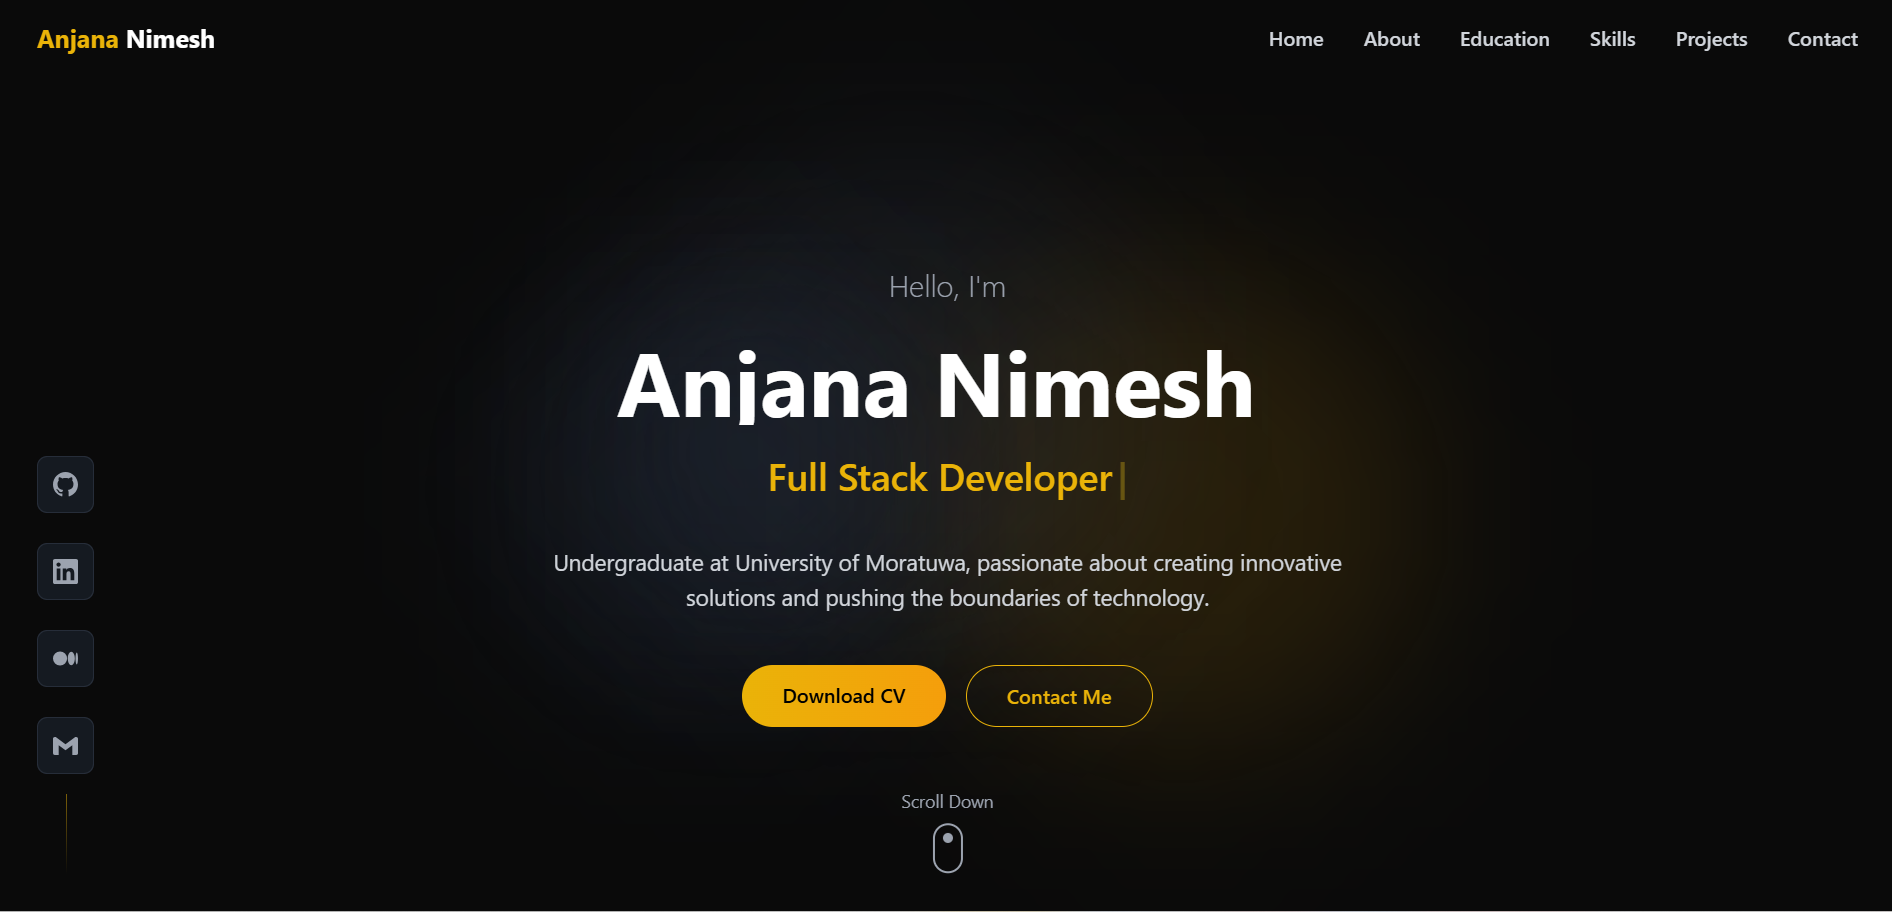 Anjana Nimesh
Home About Education Skills Projects Contact
Hello, I'm
Anjana Nimesh
Full Stack Developer|
Undergraduate at University of Moratuwa, passionate about creating innovative
solutions and pushing the boundaries of technology.
Download CV
Contact Me
Scroll Down